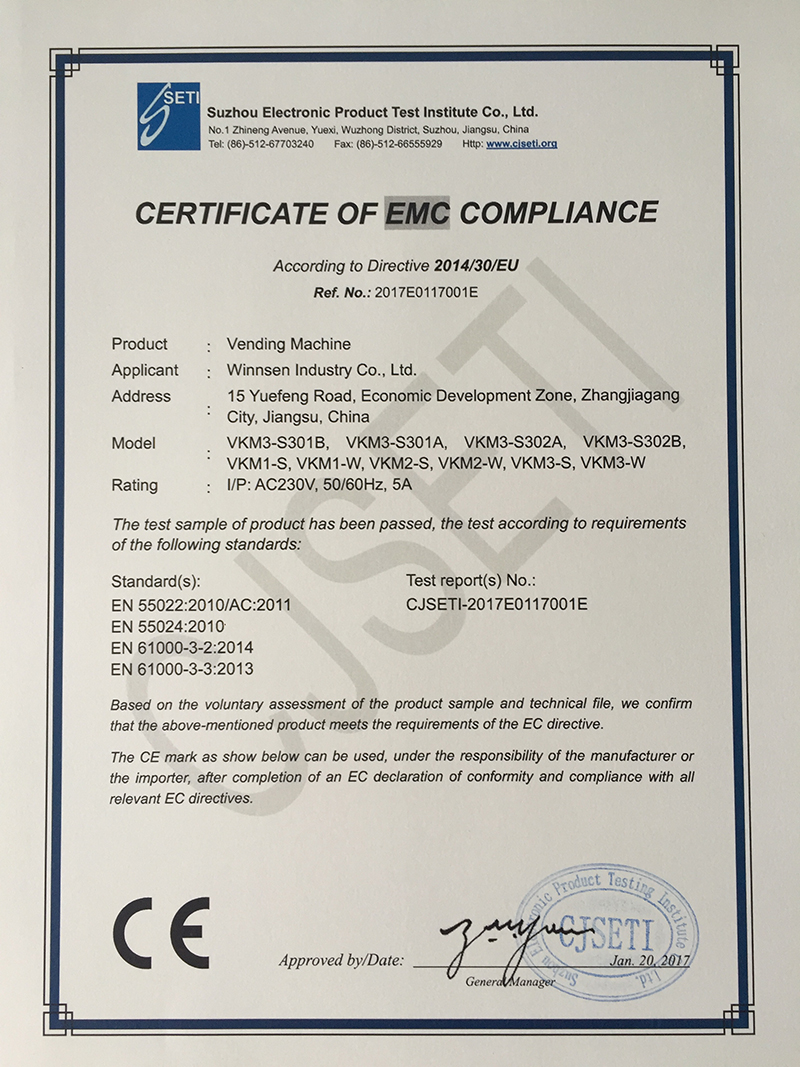 SETI
Suzhou Electronic Product Test Institute Co., Ltd.
No.1 Zhineng Avenue, Yuexi, Wuzhong District, Suzhou, Jiangsu, China
Tel: (86)-512-67703240 Fax: (86)-512-66555929 Http: www.cjseti.org
CERTIFICATE OF EMC COMPLIANCE
According to Directive 2014/30/EU
Ref. No.: 2017E0117001E
Product : Vending Machine
Applicant : Winnsen Industry Co., Ltd.
Address : 15 Yuefeng Road, Economic Development Zone, Zhangjiagang
City, Jiangsu, China
Model : VKM3-S301B, VKM3-S301A, VKM3-S302A, VKM3-S302B,
VKM1-S, VKM1-W, VKM2-S, VKM2-W, VKM3-S, VKM3-W
Rating : I/P: AC230V, 50/60Hz, 5A
The test sample of product has been passed, the test according to requirements
of the following standards:
Standard(s): Test report(s) No.:
EN 55022:2010/AC:2011 CJSETI-2017E0117001E
EN 55024:2010
EN 61000-3-2:2014
EN 61000-3-3:2013
Based on the voluntary assessment of the product sample and technical file, we confirm
that the above-mentioned product meets the requirements of the EC directive.
The CE mark as show below can be used, under the responsibility of the manufacturer or
the importer, after completion of an EC declaration of conformity and compliance with all
relevant EC directives.
CJSETI
CE
Approved by/Date: Jan. 20, 2017
General Manager
Suzhou Electronic Product Testing Institute Ltd.
CJSETI